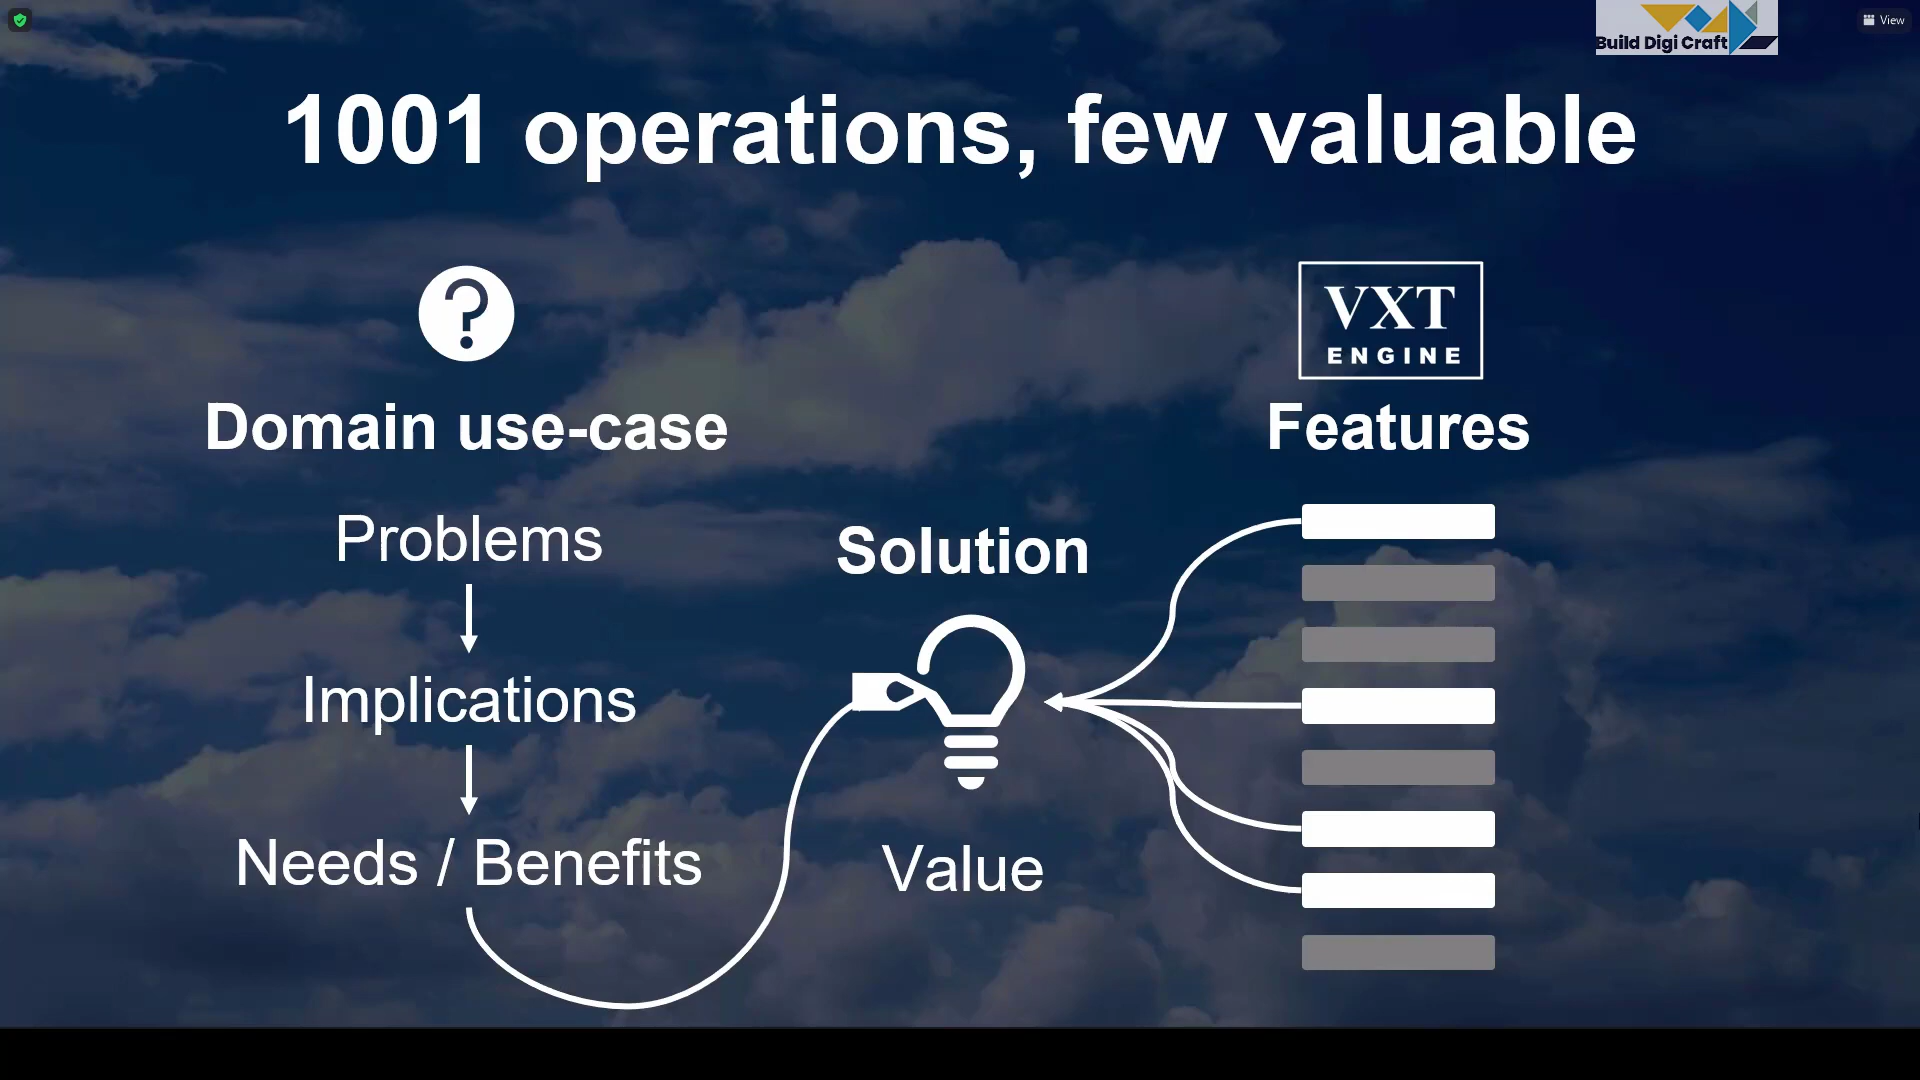 View
Build Digi Craft
1001 operations, few valuable
?
VXT
ENGINE
Domain use-case
Features
Problems
Solution
Implications
Needs / Benefits
Value